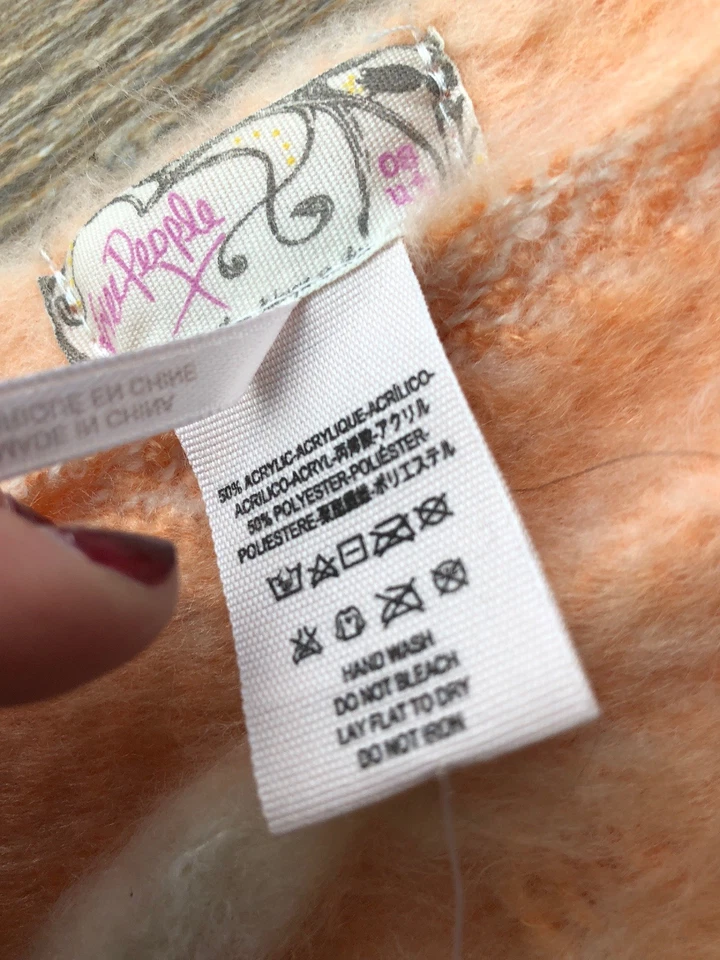 Free People
X
MADE IN CHINA
50% ACRYLIC-ACRYLIQUE-ACRÍLICO-
ACRILICO-ACRYL-丙烯酸-アクリル
50% POLYESTER-POLIÉSTER-
POLIESTERE-聚酯纖維-ポリエステル
HAND WASH
DO NOT BLEACH
LAY FLAT TO DRY
DO NOT IRON